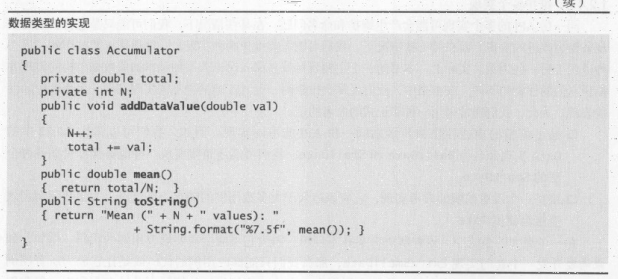 （续）
数据类型的实现
public class Accumulator
{
private double total;
private int N;
public void addDataValue(double val)
{
N++;
total += val;
}
public double mean()
{ return total/N; }
public String toString()
{ return "Mean (" + N + " values): "
+ String.format("%7.5f", mean()); }
}